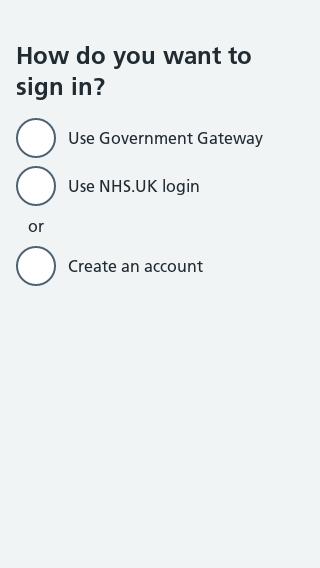 How do you want to
sign in?
Use Government Gateway
Use NHS.UK login
or
Create an account